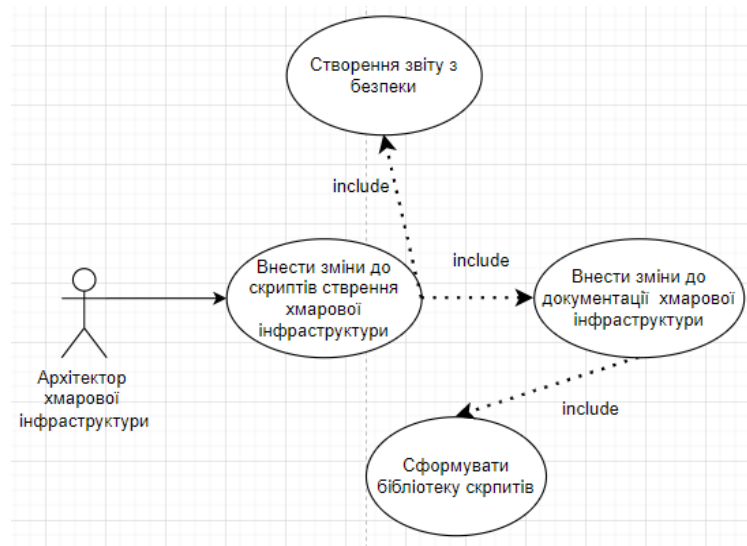 Створення звіту з
безпеки
include
include
Внести зміни до
скриптів стврення
хмарової
інфраструктури
Внести зміни до
документації хмарової
інфраструктури
Архітектор
хмарової
інфраструктури
include
Сформувати
бібліотеку скрпитів